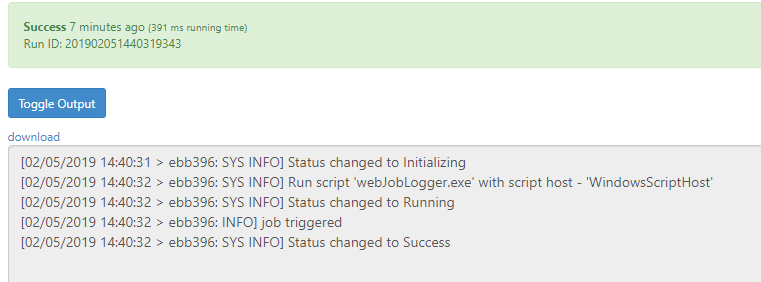 Success 7 minutes ago (391 ms running time)
Run ID: 201902051440319343
Toggle Output
download
[02/05/2019 14:40:31 > ebb396: SYS INFO] Status changed to Initializing
[02/05/2019 14:40:32 > ebb396: SYS INFO] Run script 'webJobLogger.exe' with script host - 'WindowsScriptHost'
[02/05/2019 14:40:32 > ebb396: SYS INFO] Status changed to Running
[02/05/2019 14:40:32 > ebb396: INFO] job triggered
[02/05/2019 14:40:32 > ebb396: SYS INFO] Status changed to Success